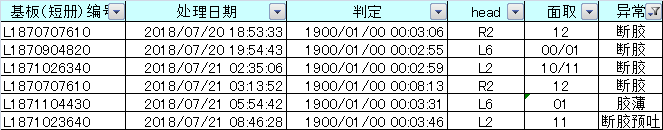 基板(短册)编号 处理日期 判定 head 面取 异常
L1870707610 2018/07/20 18:53:33 1900/01/00 00:03:06 R2 12 断胶
L1870904820 2018/07/20 19:54:43 1900/01/00 00:02:55 L6 00/01 断胶
L1871026340 2018/07/21 02:35:06 1900/01/00 00:02:59 L2 10/11 断胶
L1870707610 2018/07/21 03:13:52 1900/01/00 00:08:13 R2 12 断胶
L1871104430 2018/07/21 05:54:42 1900/01/00 00:03:31 L6 01 胶薄
L1871023640 2018/07/21 08:46:28 1900/01/00 00:03:46 L2 11 断胶预吐